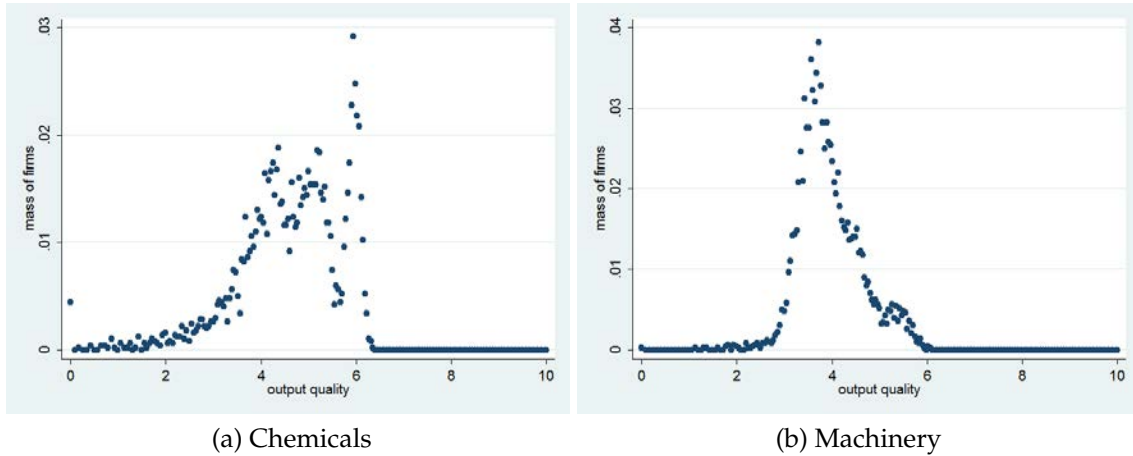 .03
.02
.01
0
mass of firms
0 2 4 6 8 10
output quality
(a) Chemicals
.04
.03
.02
.01
0
mass of firms
0 2 4 6 8 10
output quality
(b) Machinery